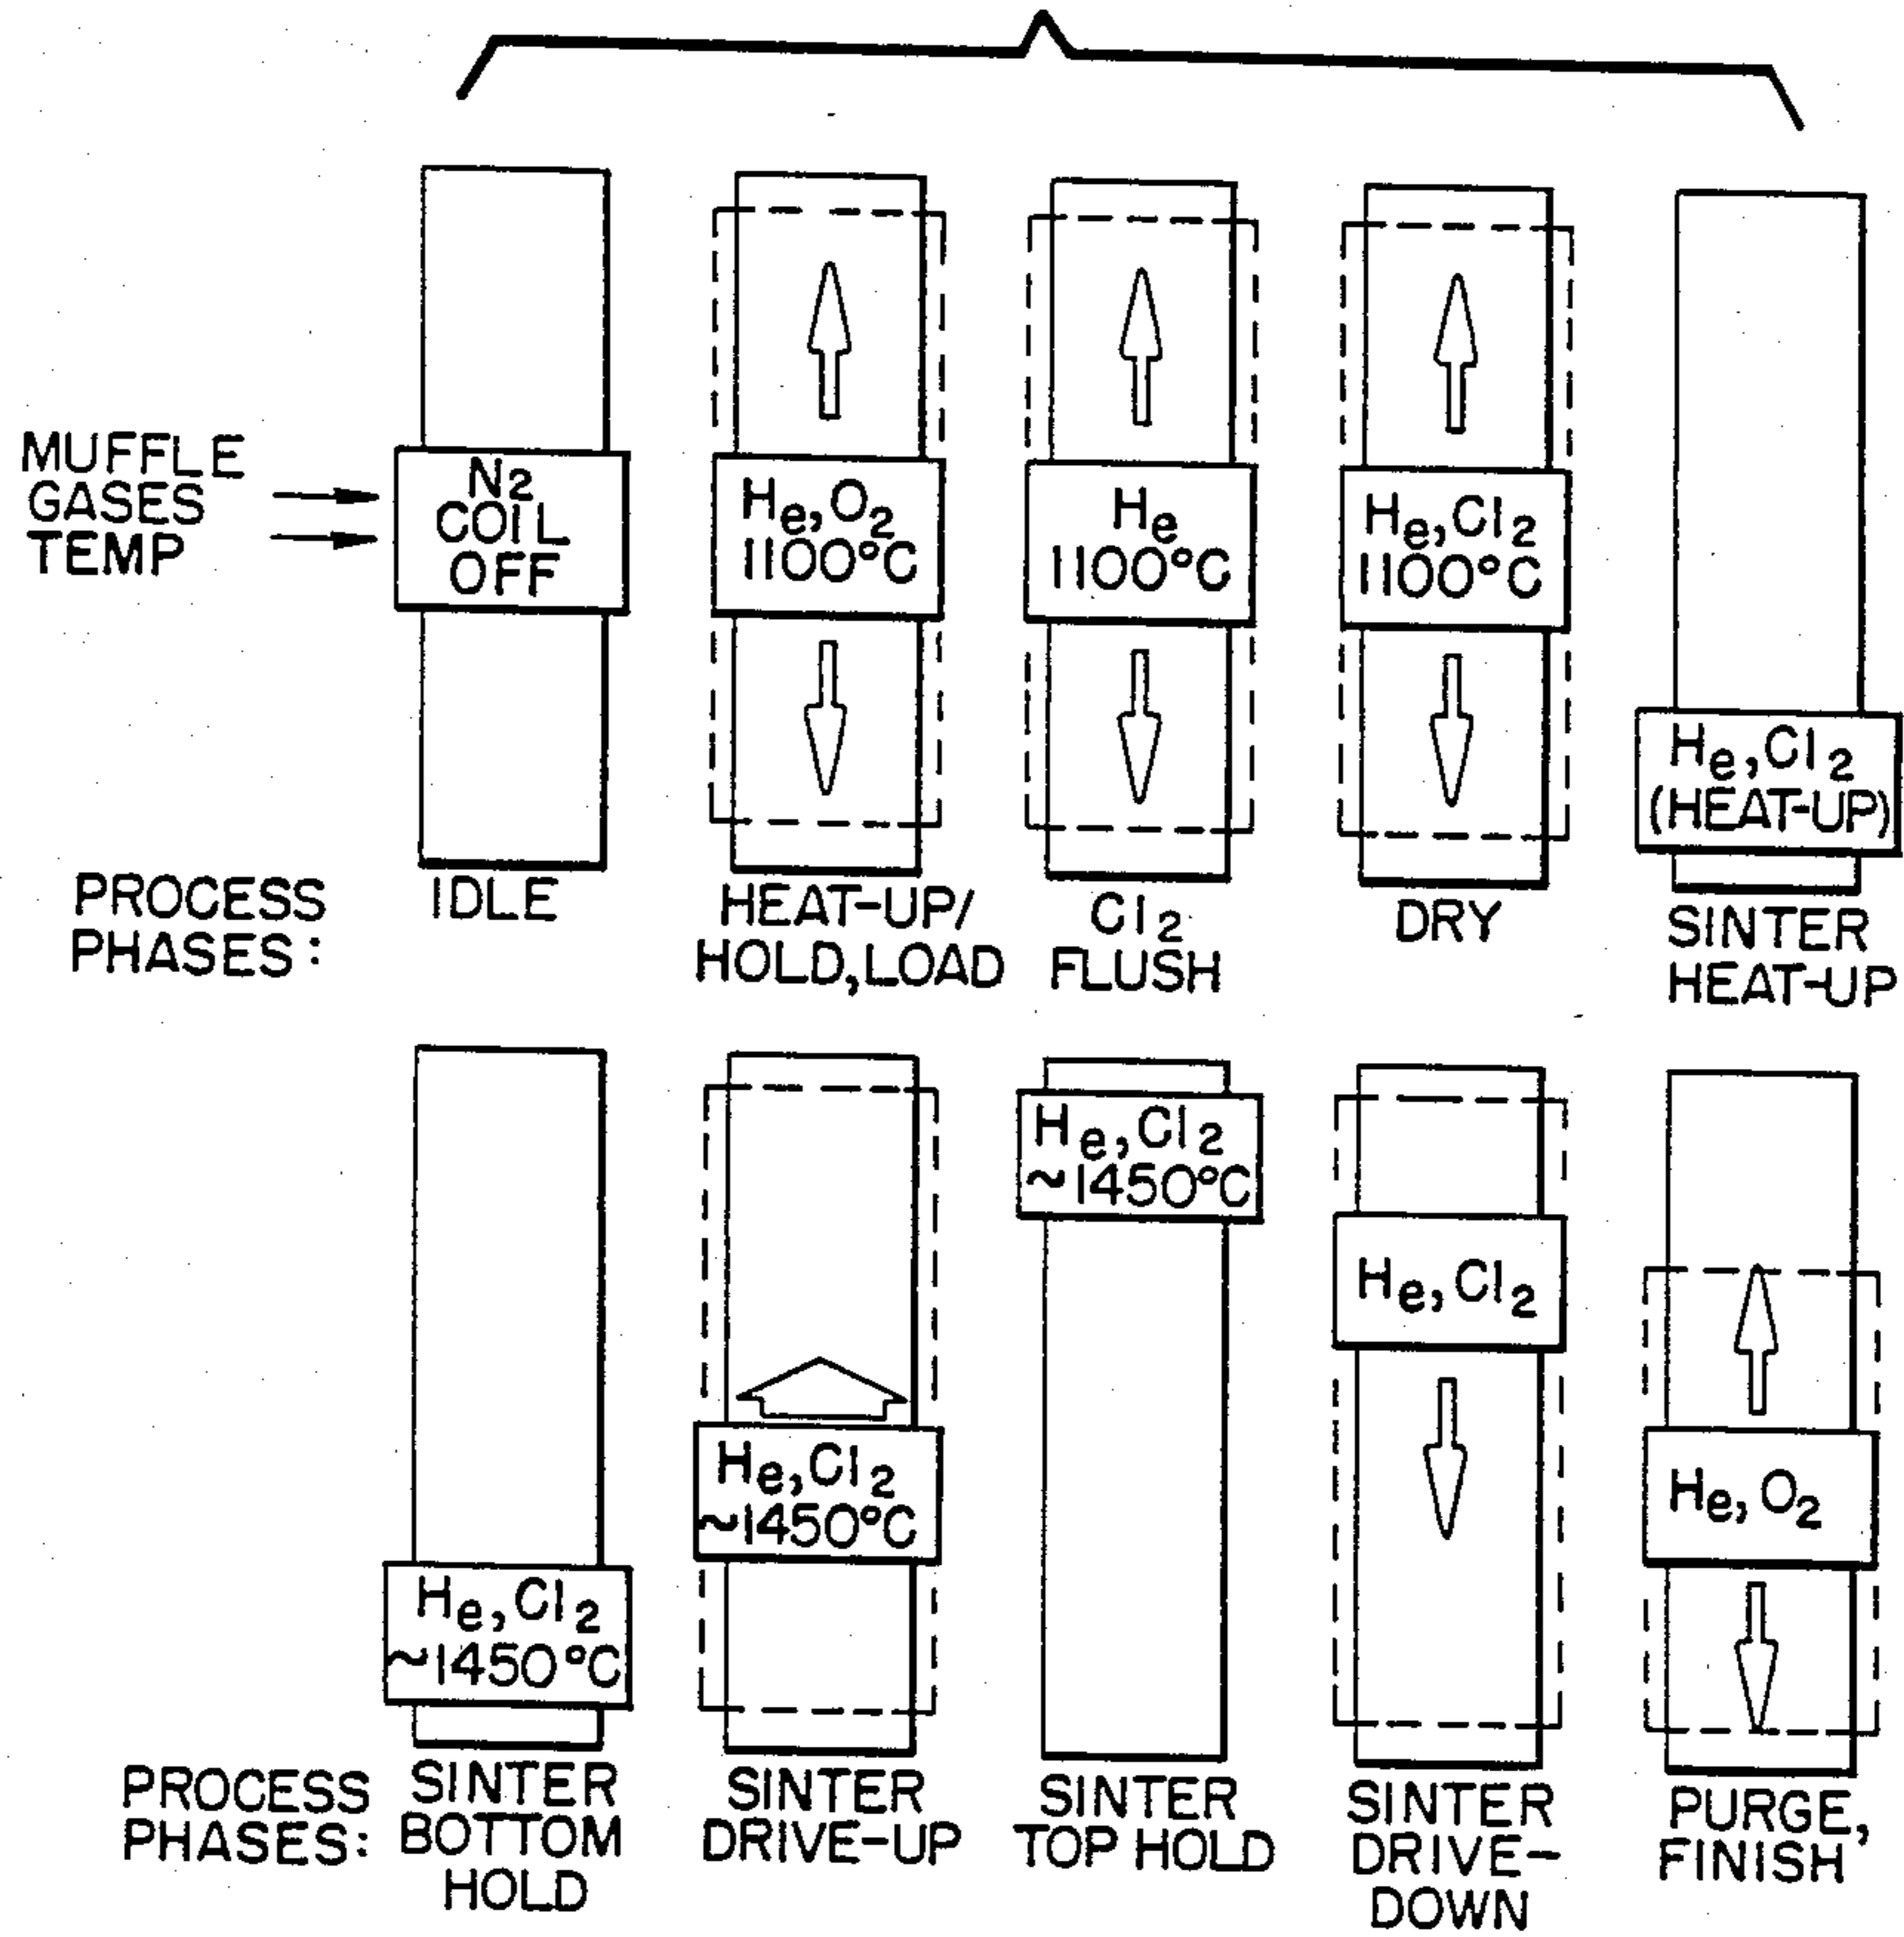 MUFFLE
GASES
TEMP
N2
COIL
OFF
He, O2
1100°C
He
1100°C
He, Cl2
1100°C
He, Cl2
(HEAT-UP)
PROCESS
PHASES:
IDLE
HEAT-UP/
HOLD, LOAD
Cl2
FLUSH
DRY
SINTER
HEAT-UP
He, Cl2
~1450°C
He, Cl2
~1450°C
He, Cl2
~1450°C
He, Cl2
He, O2
PROCESS
PHASES:
SINTER
BOTTOM
HOLD
SINTER
DRIVE-UP
SINTER
TOP HOLD
SINTER
DRIVE-
DOWN
PURGE,
FINISH